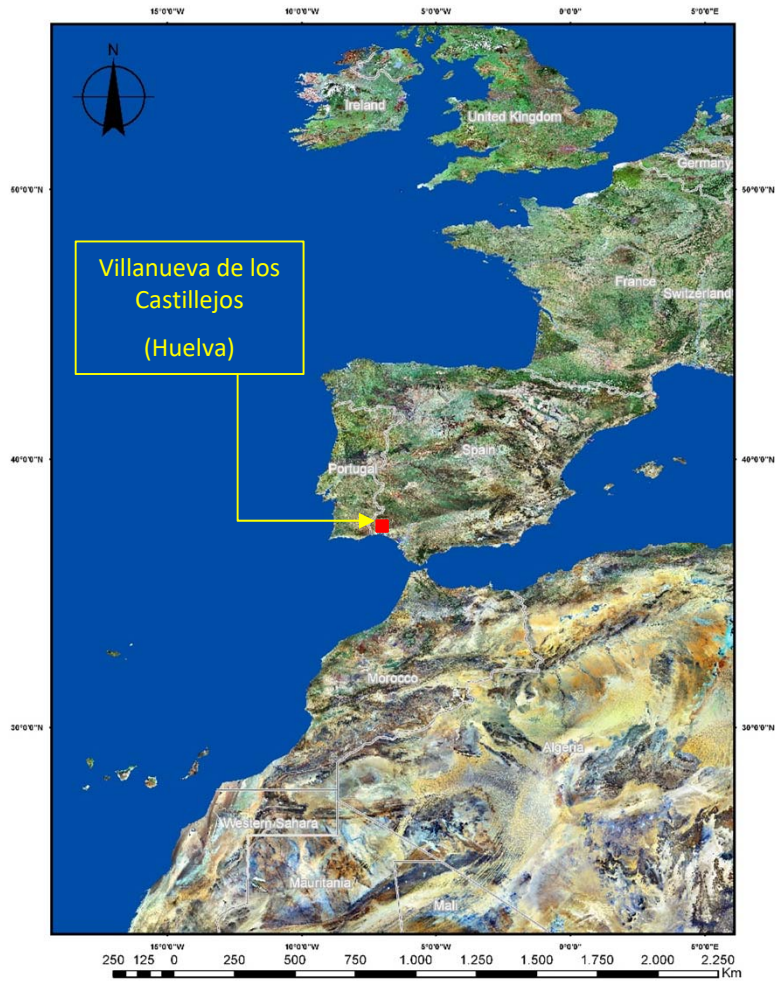 15°0'0"W 10°0'0"W 5°0'0"W 0°0'0" 5°0'0"E
N
Ireland
United Kingdom
Germany
50°0'0"N
Villanueva de los
Castillejos
(Huelva)
France
Switzerland
40°0'0"N 40°0'0"N
Spain
Portugal
Morocco
30°0'0"N 30°0'0"N
Algeria
Western Sahara
Mauritania
Mali
15°0'0"W 10°0'0"W 5°0'0"W 0°0'0" 5°0'0"E
250 125 0 250 500 750 1.000 1.250 1.500 1.750 2.000 2.250
Km